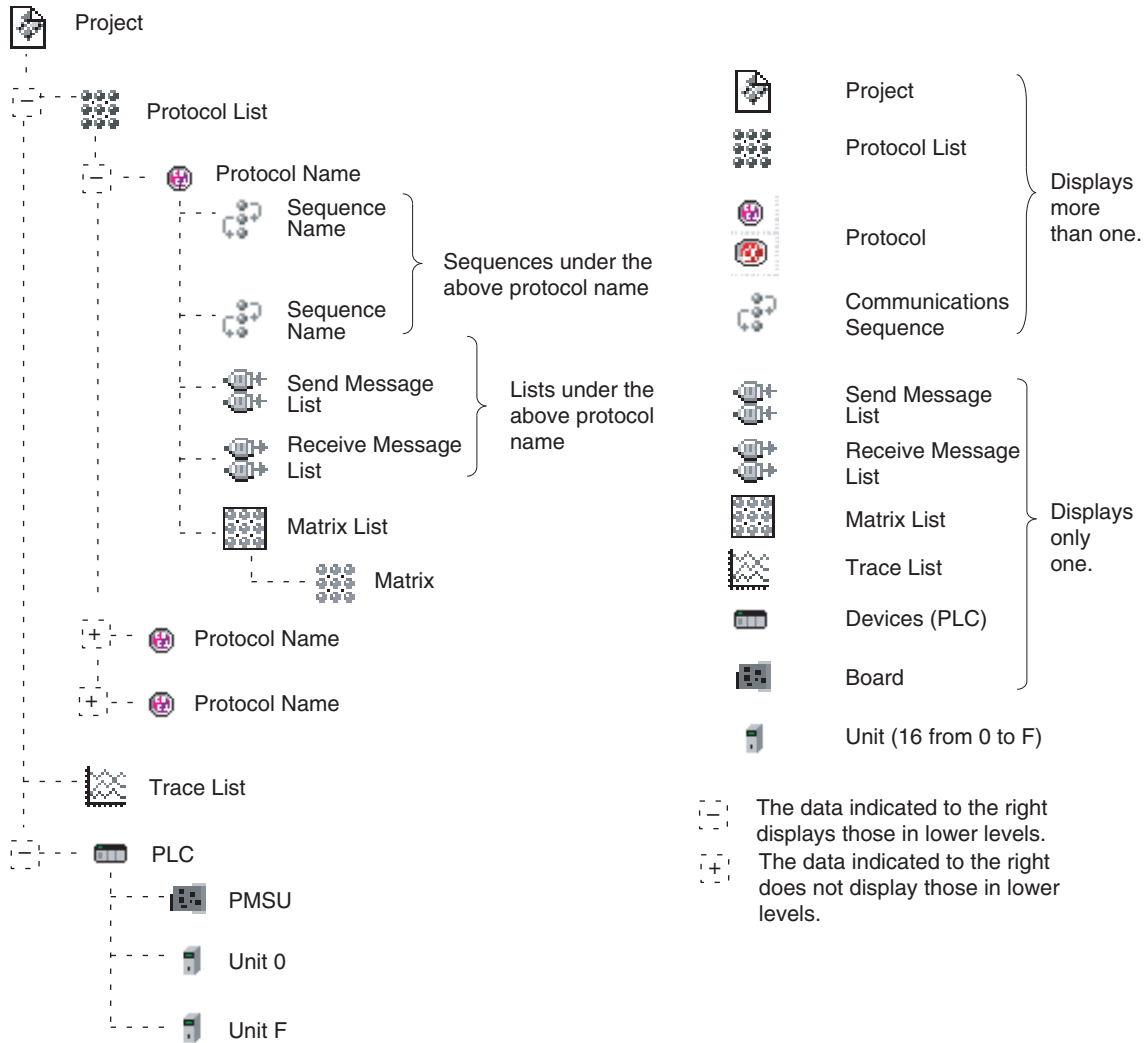 Project
Protocol List
Protocol Name
Sequence
Name
Sequences under the
above protocol name
Sequence
Name
Send Message
List
Lists under the
above protocol
name
Receive Message
List
Matrix List
Matrix
Protocol Name
Protocol Name
Trace List
PLC
PMSU
Unit 0
Unit F
Project
Protocol List
Protocol
Communications
Sequence
Displays
more
than one.
Send Message
List
Receive Message
List
Matrix List
Trace List
Devices (PLC)
Board
Displays
only
one.
Unit (16 from 0 to F)
The data indicated to the right
displays those in lower levels.
The data indicated to the right
does not display those in lower
levels.